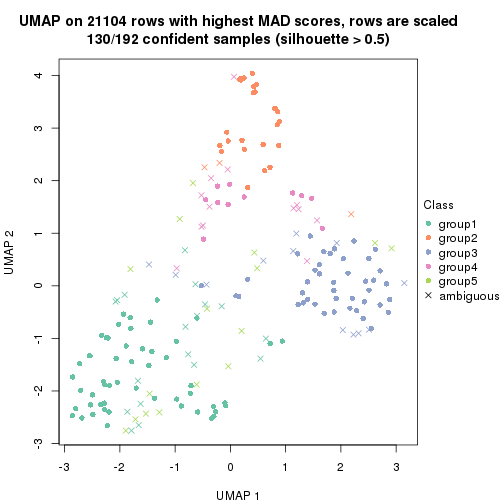 UMAP on 21104 rows with highest MAD scores, rows are scaled
130/192 confident samples (silhouette > 0.5)
4
3
2
1
0
-1
-2
-3
UMAP 2
-3
-2
-1
0
1
2
3
UMAP 1
Class
group1
group2
group3
group4
group5
ambiguous